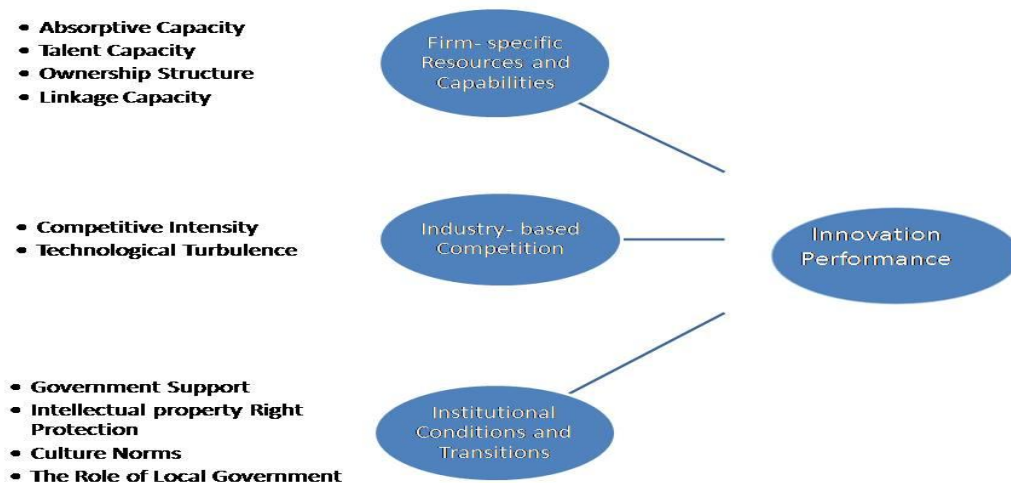 • Absorptive Capacity
• Talent Capacity
• Ownership Structure
• Linkage Capacity
Firm- specific
Resources and
Capabilities
• Competitive Intensity
• Technological Turbulence
Industry- based
Competition
Innovation
Performance
• Government Support
• Intellectual property Right
Protection
• Culture Norms
• The Role of Local Government
Institutional
Conditions and
Transitions